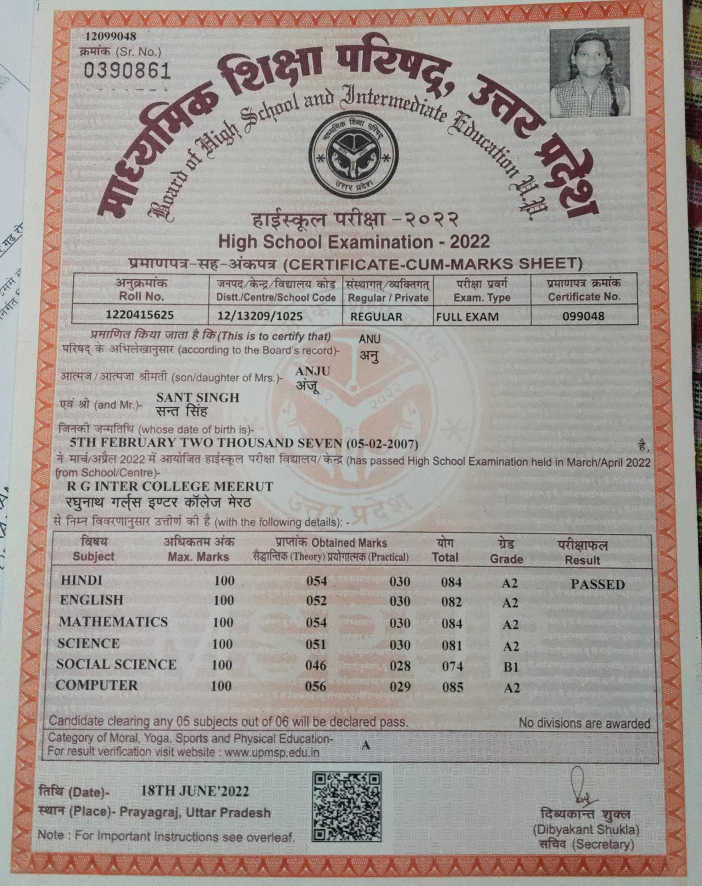 12099048
क्रमांक (Sr. No.)
0390861
माध्यमिक शिक्षा परिषद्, उत्तर प्रदेश
Board of High School and Intermediate Education U.P.
माध्यमिक शिक्षा परिषद्
उत्तर प्रदेश
हाईस्कूल परीक्षा -२०२२
High School Examination - 2022
प्रमाणपत्र-सह-अंकपत्र (CERTIFICATE-CUM-MARKS SHEET)
अनुक्रमांक जनपद/केन्द्र/विद्यालय कोड संस्थागत/व्यक्तिगत परीक्षा प्रवर्ग प्रमाणपत्र क्रमांक
Roll No. Distt./Centre/School Code Regular / Private Exam. Type Certificate No.
1220415625 12/13209/1025 REGULAR FULL EXAM 099048
प्रमाणित किया जाता है कि (This is to certify that) ANU
परिषद् के अभिलेखानुसार (according to the Board's record)- अनु
आत्मज/आत्मजा श्रीमती (son/daughter of Mrs.)- ANJU
अंजू
एवं श्री (and Mr.)- SANT SINGH
सन्त सिंह
जिनकी जन्मतिथि (whose date of birth is)-
5TH FEBRUARY TWO THOUSAND SEVEN (05-02-2007) है,
ने मार्च/अप्रैल 2022 में आयोजित हाईस्कूल परीक्षा विद्यालय/केन्द्र (has passed High School Examination held in March/April 2022
from School/Centre)-
R G INTER COLLEGE MEERUT
रघुनाथ गर्ल्स इण्टर कॉलेज मेरठ
से निम्न विवरणानुसार उत्तीर्ण की है (with the following details): -
विषय अधिकतम अंक प्राप्तांक Obtained Marks योग ग्रेड परीक्षाफल
Subject Max. Marks सैद्धान्तिक (Theory) प्रयोगात्मक (Practical) Total Grade Result
HINDI 100 054 030 084 A2 PASSED
ENGLISH 100 052 030 082 A2
MATHEMATICS 100 054 030 084 A2
SCIENCE 100 051 030 081 A2
SOCIAL SCIENCE 100 046 028 074 B1
COMPUTER 100 056 029 085 A2
Candidate clearing any 05 subjects out of 06 will be declared pass. No divisions are awarded
Category of Moral, Yoga, Sports and Physical Education- A
For result verification visit website : www.upmsp.edu.in
तिथि (Date)- 18TH JUNE'2022
स्थान (Place)- Prayagraj, Uttar Pradesh
Note : For Important Instructions see overleaf.
दिब्यकान्त शुक्ल
(Dibyakant Shukla)
सचिव (Secretary)